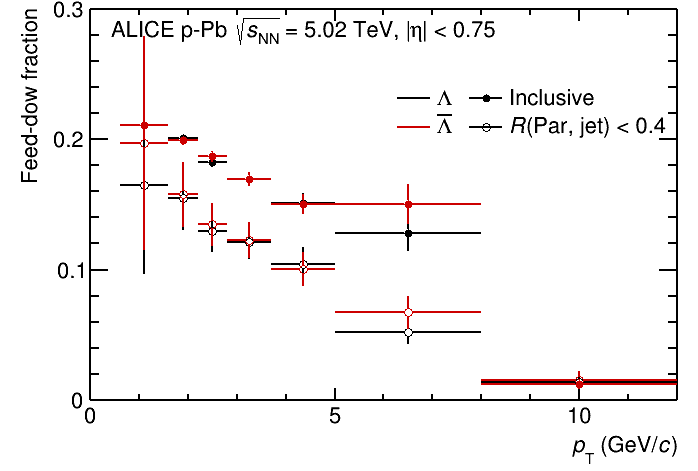 0.3
ALICE p-Pb √sNN = 5.02 TeV, |η| < 0.75
Feed-dow fraction
Λ Inclusive
Λ̅ R(Par, jet) < 0.4
0.2
0.1
0
0 5 10
pT (GeV/c)